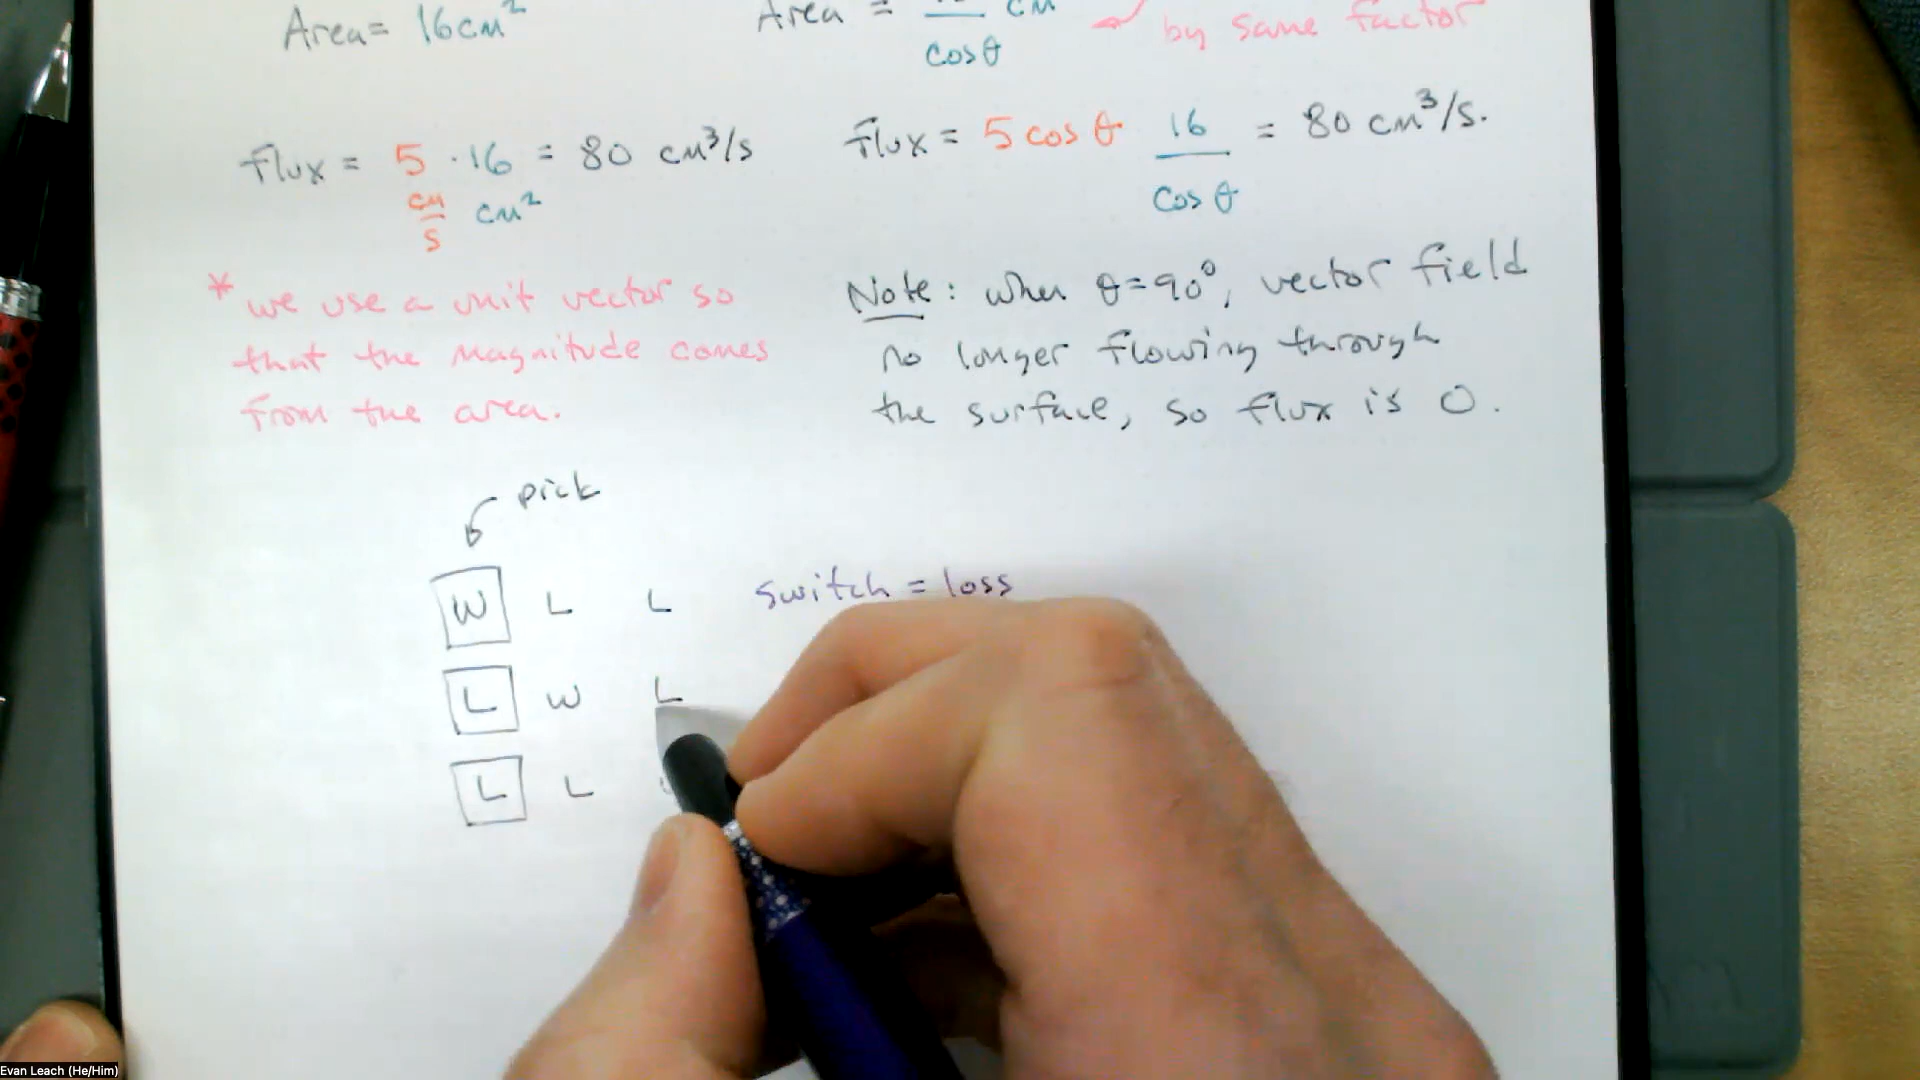 Area = 16cm²
Area = cm
cosθ
by same factor
Flux = 5 · 16 = 80 cm³/s
cm/s cm²
Flux = 5 cos θ 16/cos θ = 80 cm³/s.
* we use a unit vector so
that the magnitude comes
from the area.
Note: when θ=90°, vector field
no longer flowing through
the surface, so flux is 0.
pick
W L L switch = loss
L W L
L L
Evan Leach (He/Him)